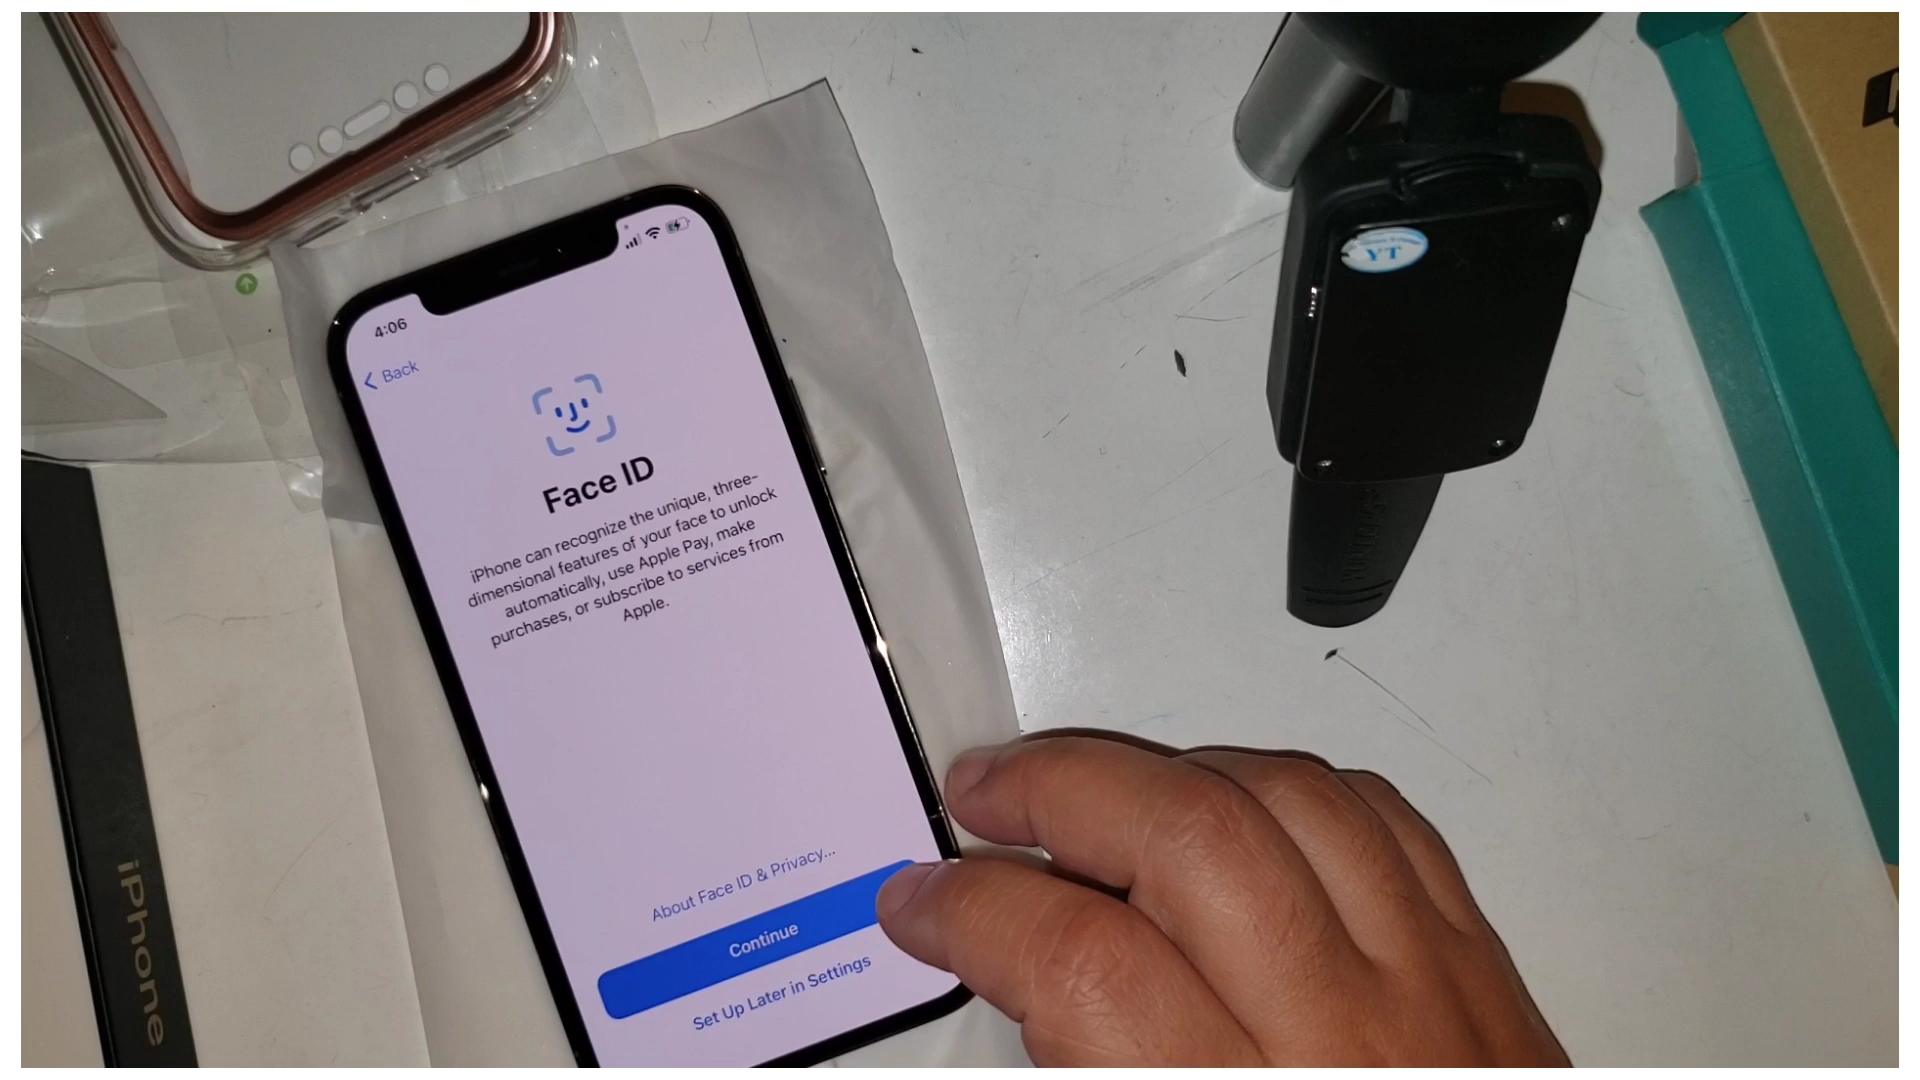 4:06
Back
Face ID
iPhone can recognize the unique, three-
dimensional features of your face to unlock
automatically, use Apple Pay, make
purchases, or subscribe to services from
Apple.
About Face ID & Privacy...
Continue
Set Up Later in Settings
iPhone
YT